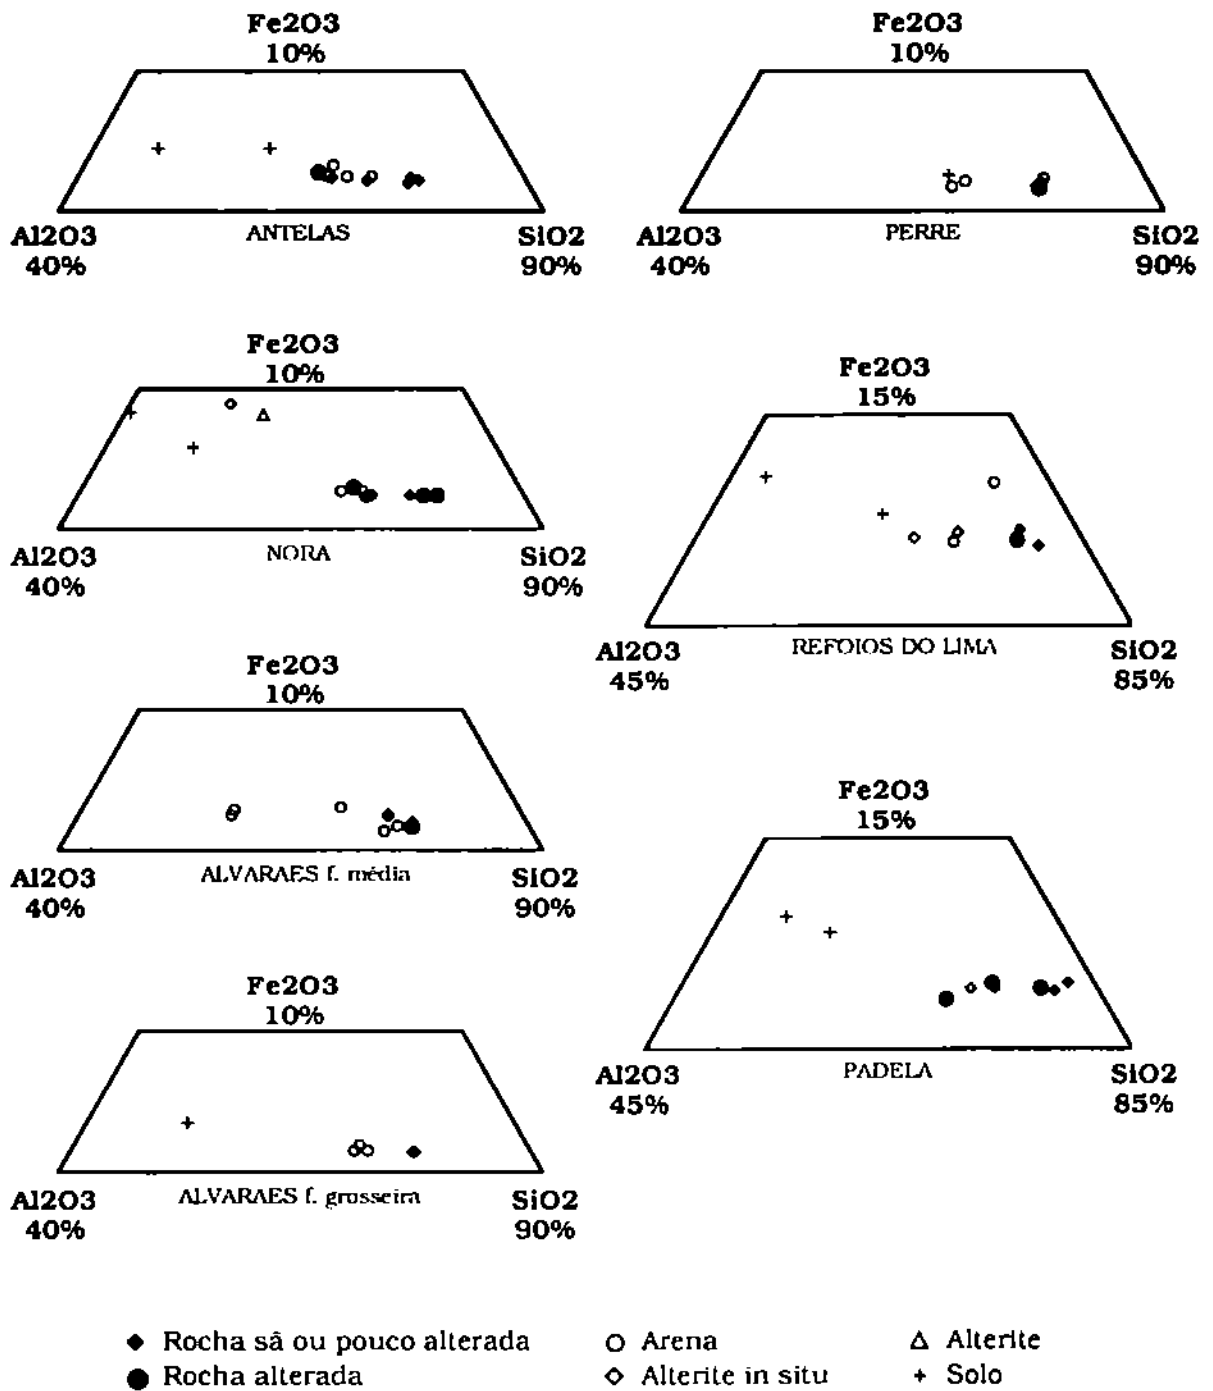 Fe2O3
10%
Al2O3
40%
ANTELAS
SiO2
90%
Fe2O3
10%
Al2O3
40%
PERRE
SiO2
90%
Fe2O3
10%
Al2O3
40%
NORA
SiO2
90%
Fe2O3
15%
Al2O3
45%
REFOIOS DO LIMA
SiO2
85%
Fe2O3
10%
Al2O3
40%
ALVARAES f. média
SiO2
90%
Fe2O3
15%
Al2O3
45%
PADELA
SiO2
85%
Fe2O3
10%
Al2O3
40%
ALVARAES f. grosseira
SiO2
90%
Rocha sã ou pouco alterada
Rocha alterada
Arena
Alterite in situ
Alterite
Solo